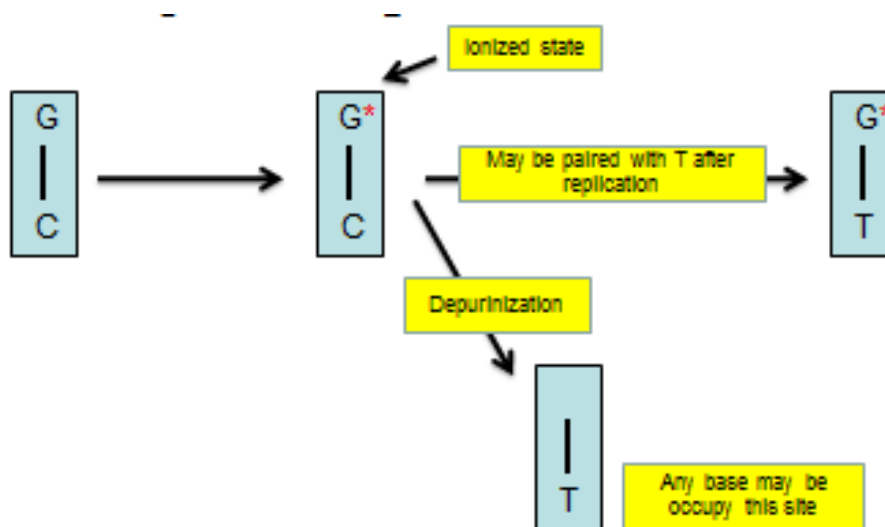 Ionized state
G
C
G*
C
May be paired with T after
replication
G*
T
Depurinization
T
Any base may be
occupy this site